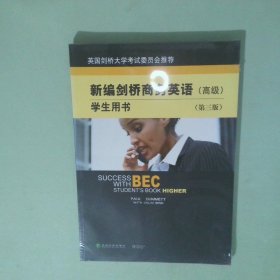 英国剑桥大学考试委员会推荐
新编剑桥商务英语（高级）
学生用书 （第三版）
SUCCESS
WITH BEC
STUDENT'S BOOK HIGHER
PAUL DUMMETT